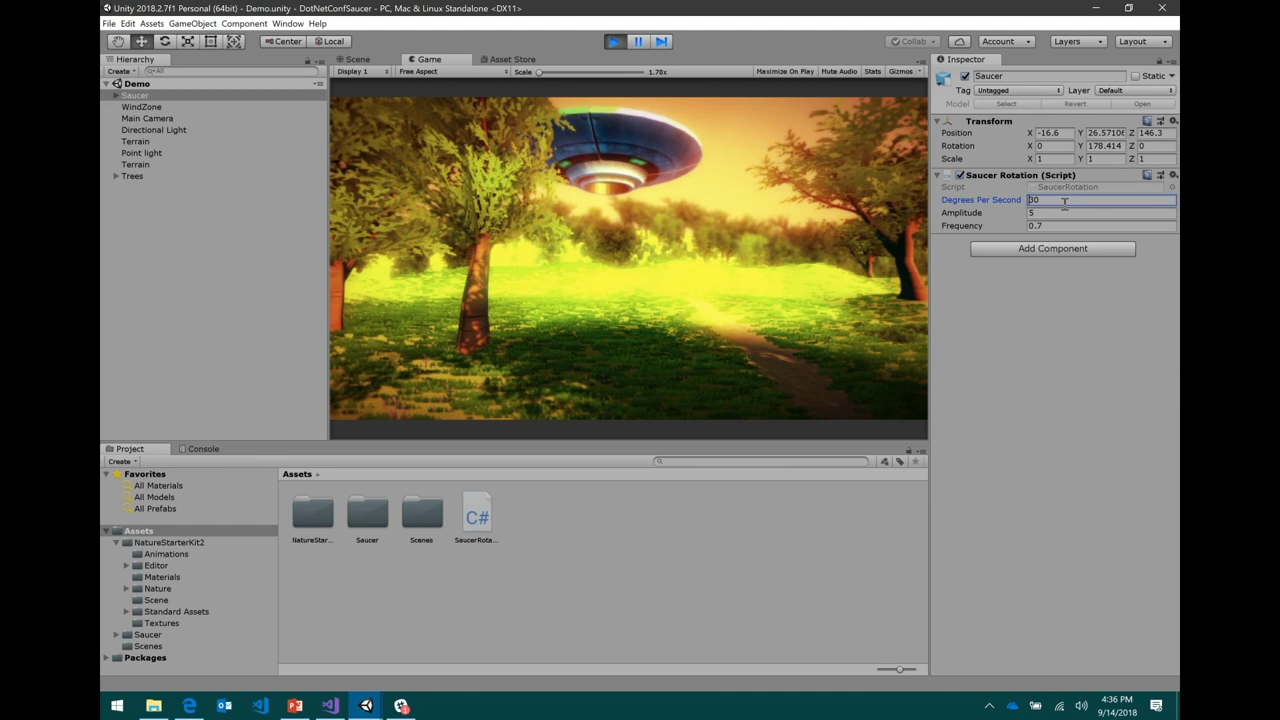 Unity 2018.2.7f1 Personal (64bit) - Demo.unity - DotNetConfSaucer - PC, Mac & Linux Standalone <DX11>
File Edit Assets GameObject Component Window Help
Center Local Collab Account Layers Layout
Hierarchy Scene Game Asset Store Inspector
Create All Display 1 Free Aspect Scale 1.78x Maximize On Play Mute Audio Stats Gizmos
Saucer Static
Demo
Tag Untagged Layer Default
Saucer
Model Select Revert Open
WindZone
Main Camera
Transform
Directional Light
Position X -16.6 Y 26.5710 Z 146.3
Terrain
Rotation X 0 Y 178.414 Z 0
Point light
Scale X 1 Y 1 Z 1
Terrain
Trees
Saucer Rotation (Script)
Script SaucerRotation
Degrees Per Second 30
Amplitude 5
Frequency 0.7
Add Component
Project Console
Create
Favorites
All Materials
All Models
All Prefabs
Assets
Assets
NatureStarterKit2
Animations
Editor
Materials
Nature
Scene
Standard Assets
Textures
Saucer
Scenes
Packages
C#
NatureStar... Saucer Scenes SaucerRota...
4:36 PM
9/14/2018